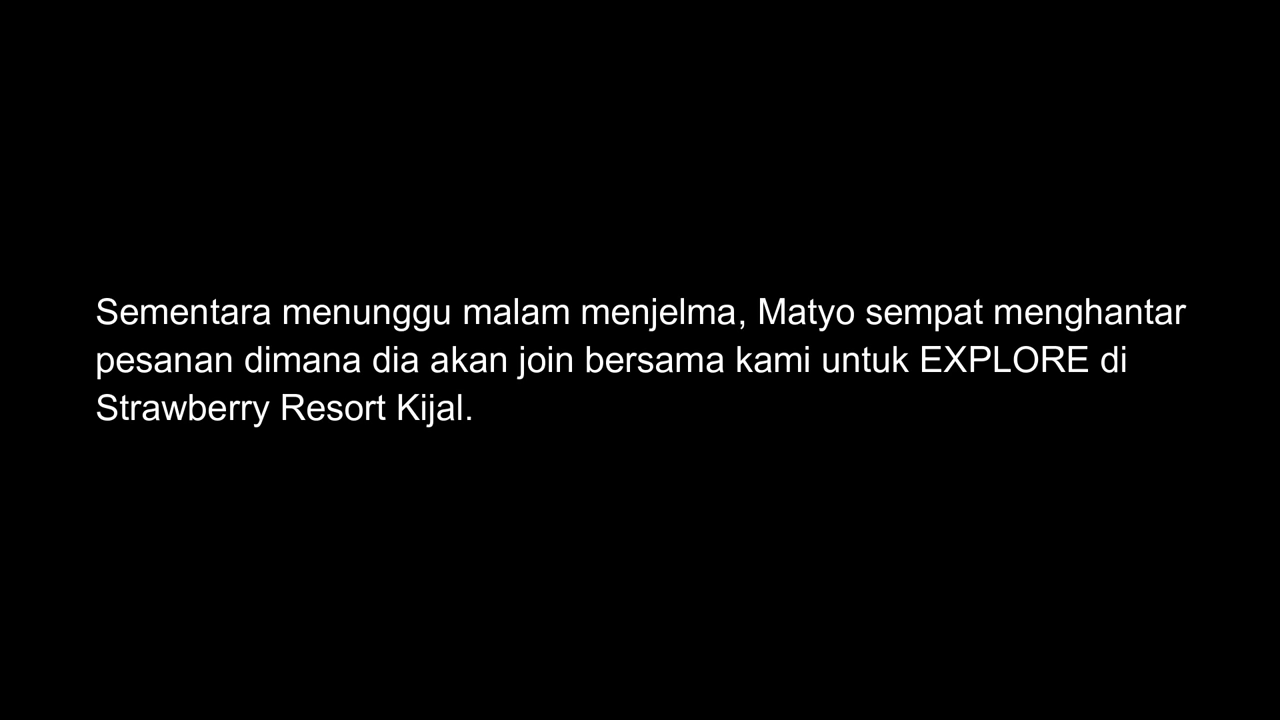 Sementara menunggu malam menjelma, Matyo sempat menghantar
pesanan dimana dia akan join bersama kami untuk EXPLORE di
Strawberry Resort Kijal.